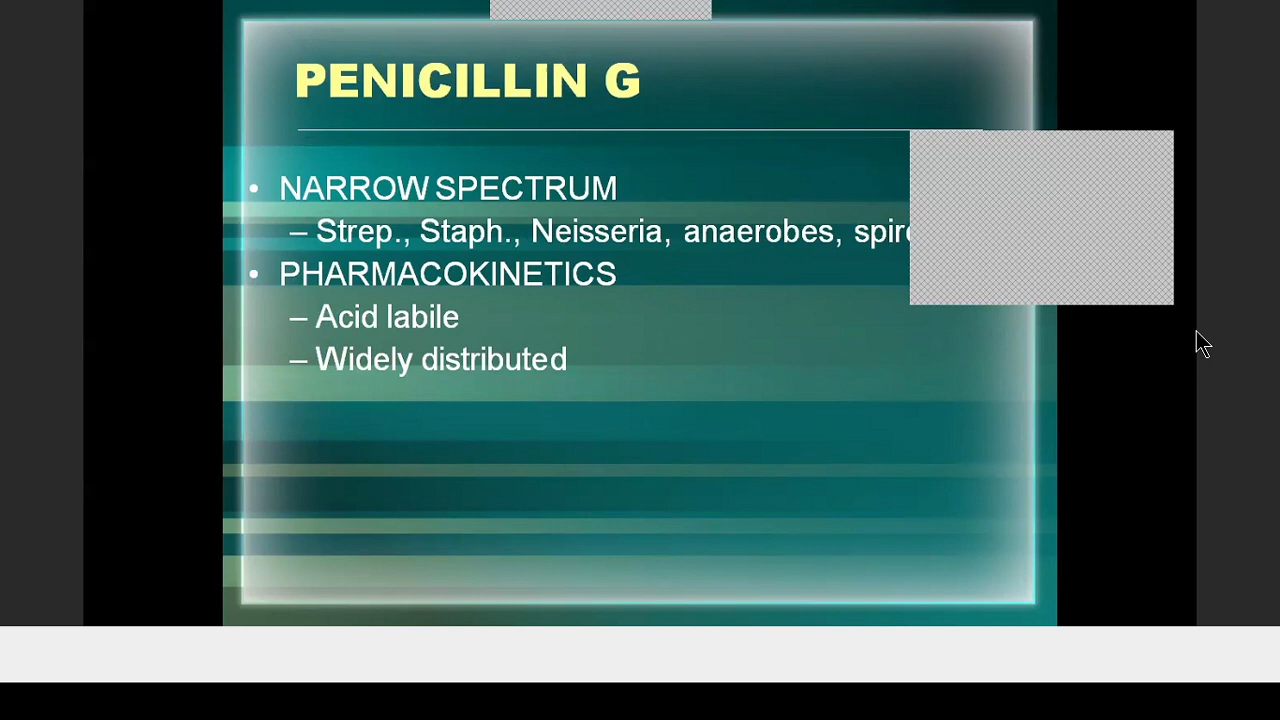 PENICILLIN G
• NARROW SPECTRUM
– Strep., Staph., Neisseria, anaerobes,
• PHARMACOKINETICS
– Acid labile
– Widely distributed